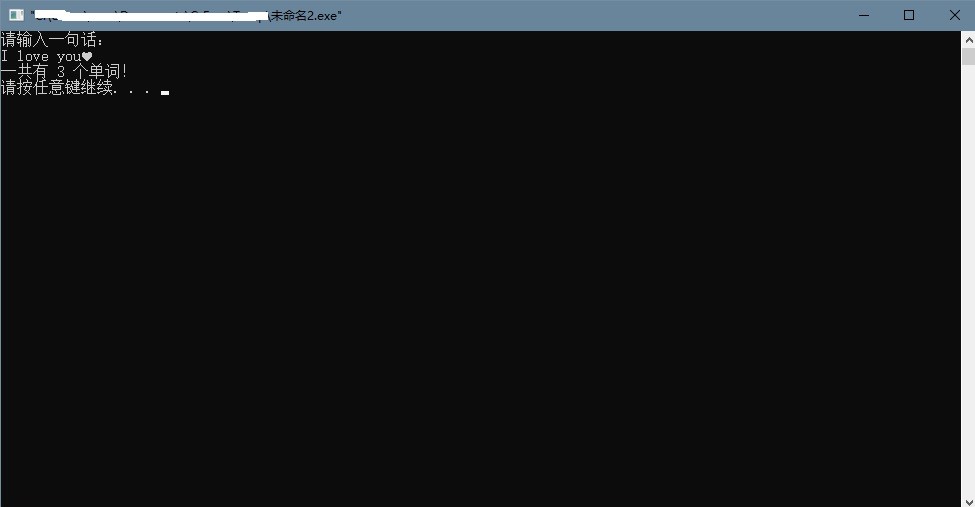 \未命名2.exe"
请输入一句话：
I love you♥
一共有 3 个单词！
请按任意键继续. . .